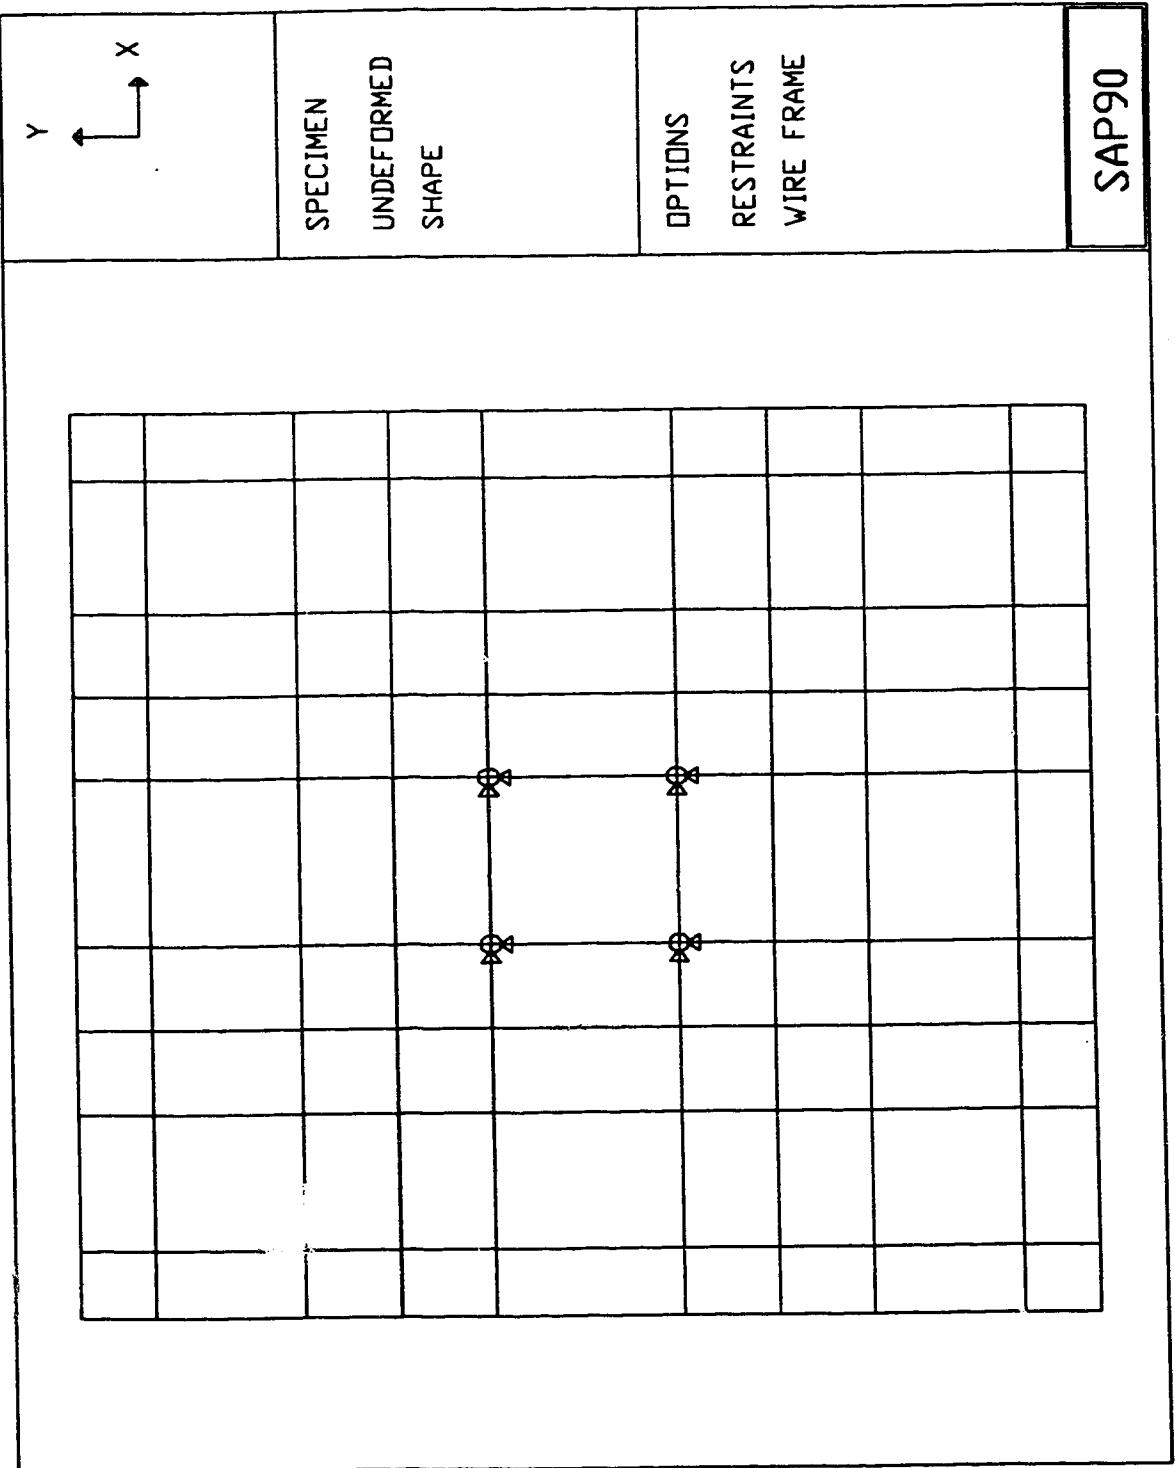 Y
X
SPECIMEN
UNDEFORMED
SHAPE
OPTIONS
RESTRAINTS
WIRE FRAME
SAP90